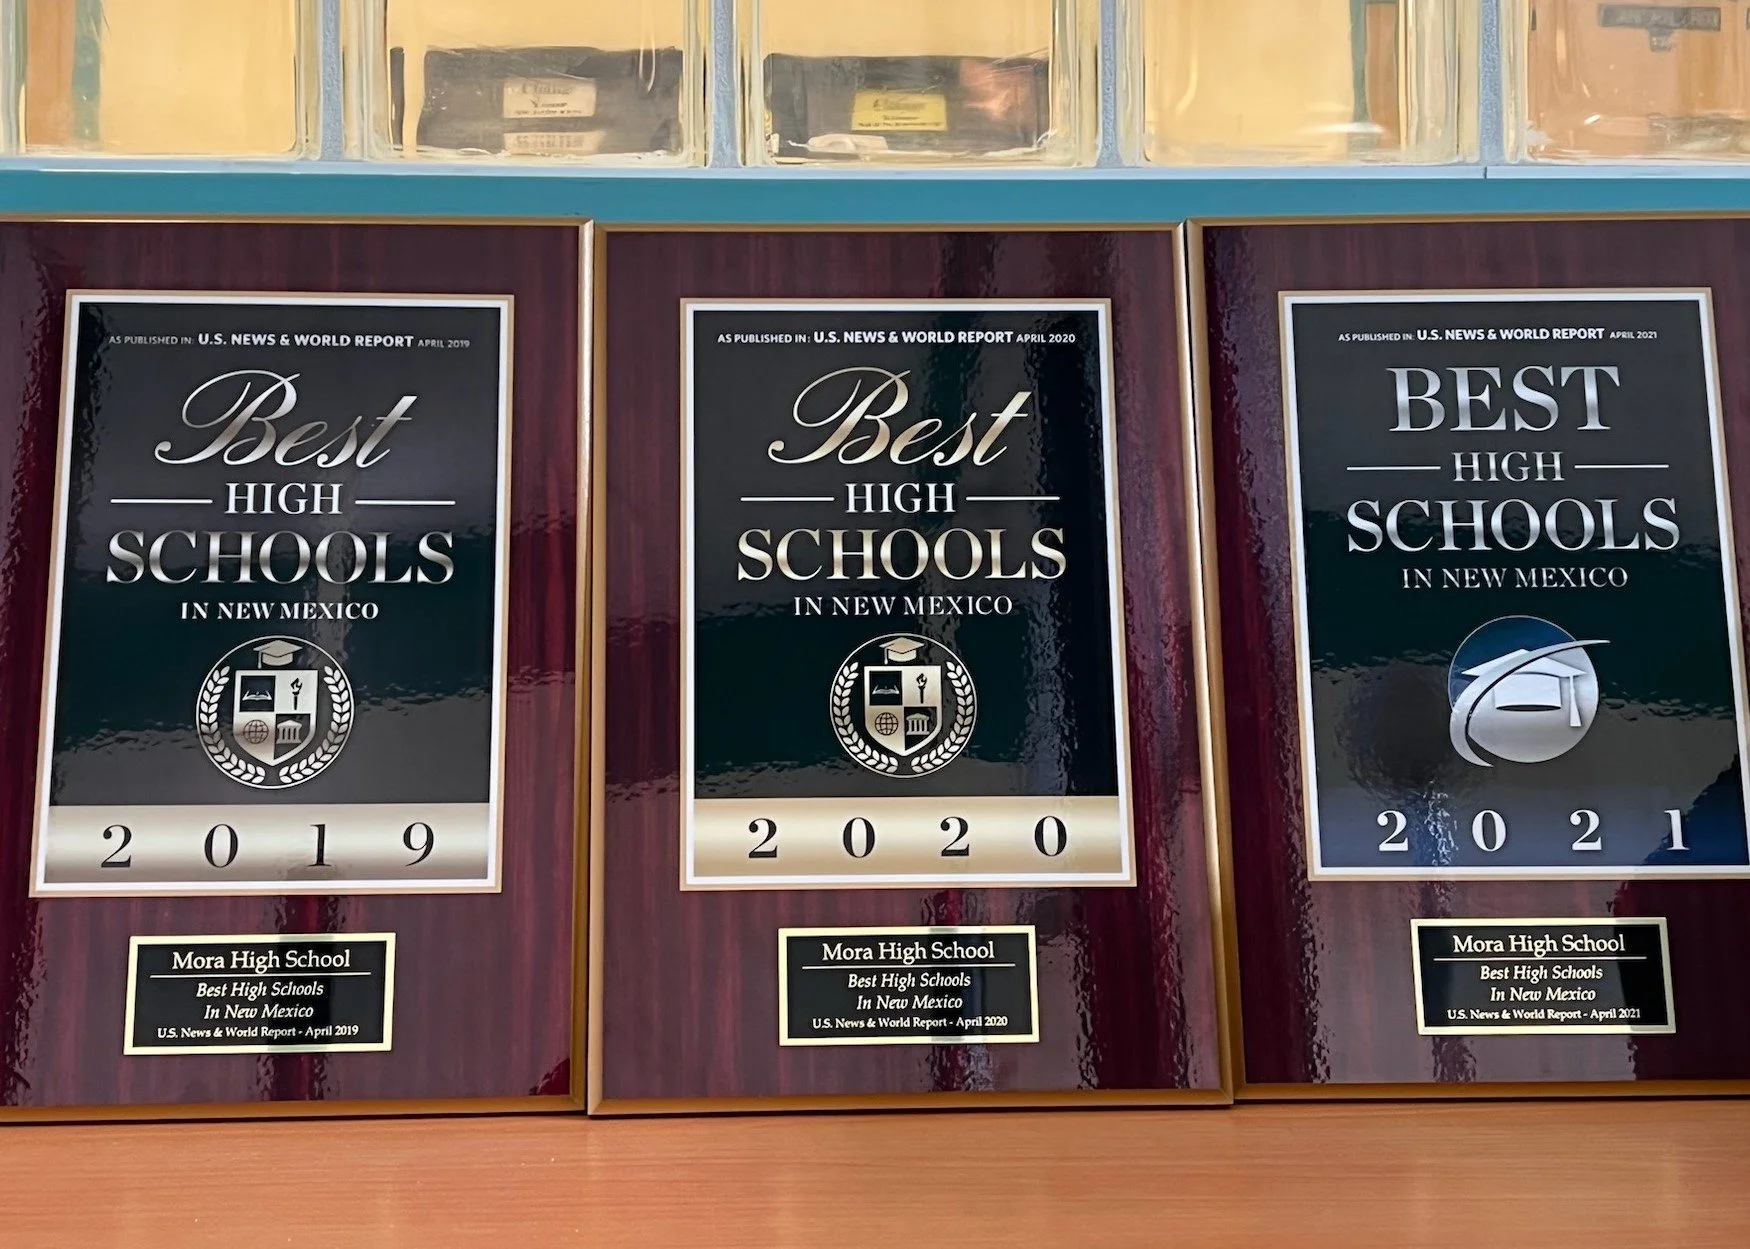 AS PUBLISHED IN: U.S. NEWS & WORLD REPORT APRIL 2019
Best
HIGH
SCHOOLS
IN NEW MEXICO
2019
Mora High School
Best High Schools
In New Mexico
U.S. News & World Report - April 2019
AS PUBLISHED IN: U.S. NEWS & WORLD REPORT APRIL 2020
Best
HIGH
SCHOOLS
IN NEW MEXICO
2020
Mora High School
Best High Schools
In New Mexico
U.S. News & World Report - April 2020
AS PUBLISHED IN: U.S. NEWS & WORLD REPORT APRIL 2021
BEST
HIGH
SCHOOLS
IN NEW MEXICO
2021
Mora High School
Best High Schools
In New Mexico
U.S. News & World Report - April 2021